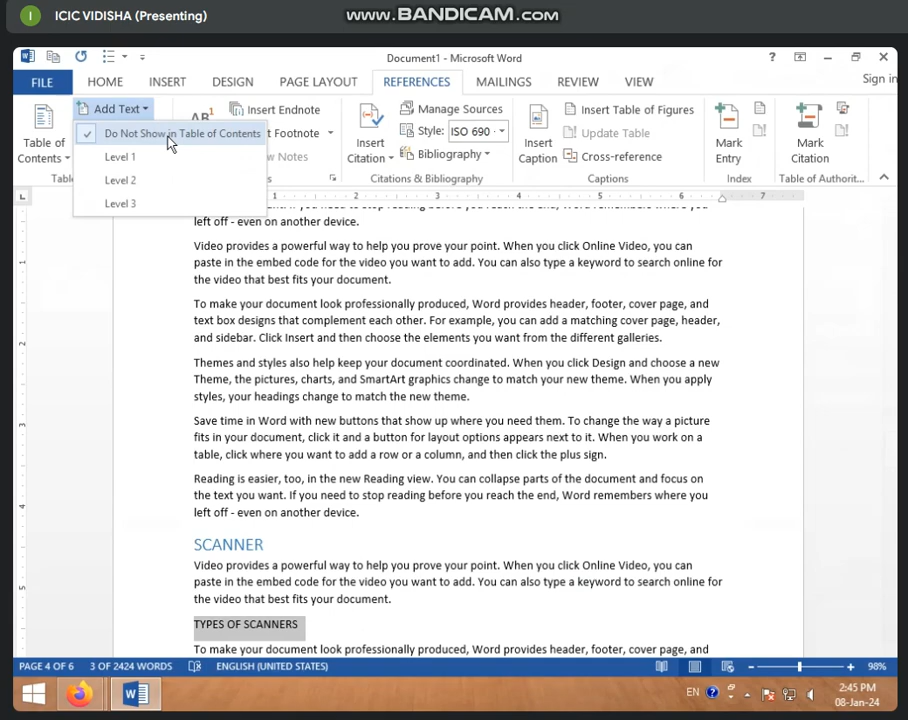 I ICIC VIDISHA (Presenting)
www.BANDICAM.com
Document1 - Microsoft Word
?
FILE HOME INSERT DESIGN PAGE LAYOUT REFERENCES MAILINGS REVIEW VIEW Sign in
Add Text
Table of Contents
Do Not Show in Table of Contents
Level 1
Level 2
Level 3
AB1
Insert Endnote
Footnote
Notes
Insert Citation
Manage Sources
Style: ISO 690
Bibliography
Citations & Bibliography
Insert Caption
Insert Table of Figures
Update Table
Cross-reference
Captions
Mark Entry
Index
Mark Citation
Table of Authorit...
1 2 3 4 5 6 7
left off - even on another device.
Video provides a powerful way to help you prove your point. When you click Online Video, you can
paste in the embed code for the video you want to add. You can also type a keyword to search online for
the video that best fits your document.
To make your document look professionally produced, Word provides header, footer, cover page, and
text box designs that complement each other. For example, you can add a matching cover page, header,
and sidebar. Click Insert and then choose the elements you want from the different galleries.
Themes and styles also help keep your document coordinated. When you click Design and choose a new
Theme, the pictures, charts, and SmartArt graphics change to match your new theme. When you apply
styles, your headings change to match the new theme.
Save time in Word with new buttons that show up where you need them. To change the way a picture
fits in your document, click it and a button for layout options appears next to it. When you work on a
table, click where you want to add a row or a column, and then click the plus sign.
Reading is easier, too, in the new Reading view. You can collapse parts of the document and focus on
the text you want. If you need to stop reading before you reach the end, Word remembers where you
left off - even on another device.
SCANNER
Video provides a powerful way to help you prove your point. When you click Online Video, you can
paste in the embed code for the video you want to add. You can also type a keyword to search online for
the video that best fits your document.
TYPES OF SCANNERS
To make your document look professionally produced, Word provides header, footer, cover page, and
PAGE 4 OF 6 3 OF 2424 WORDS ENGLISH (UNITED STATES) 98%
EN 2:45 PM
08-Jan-24